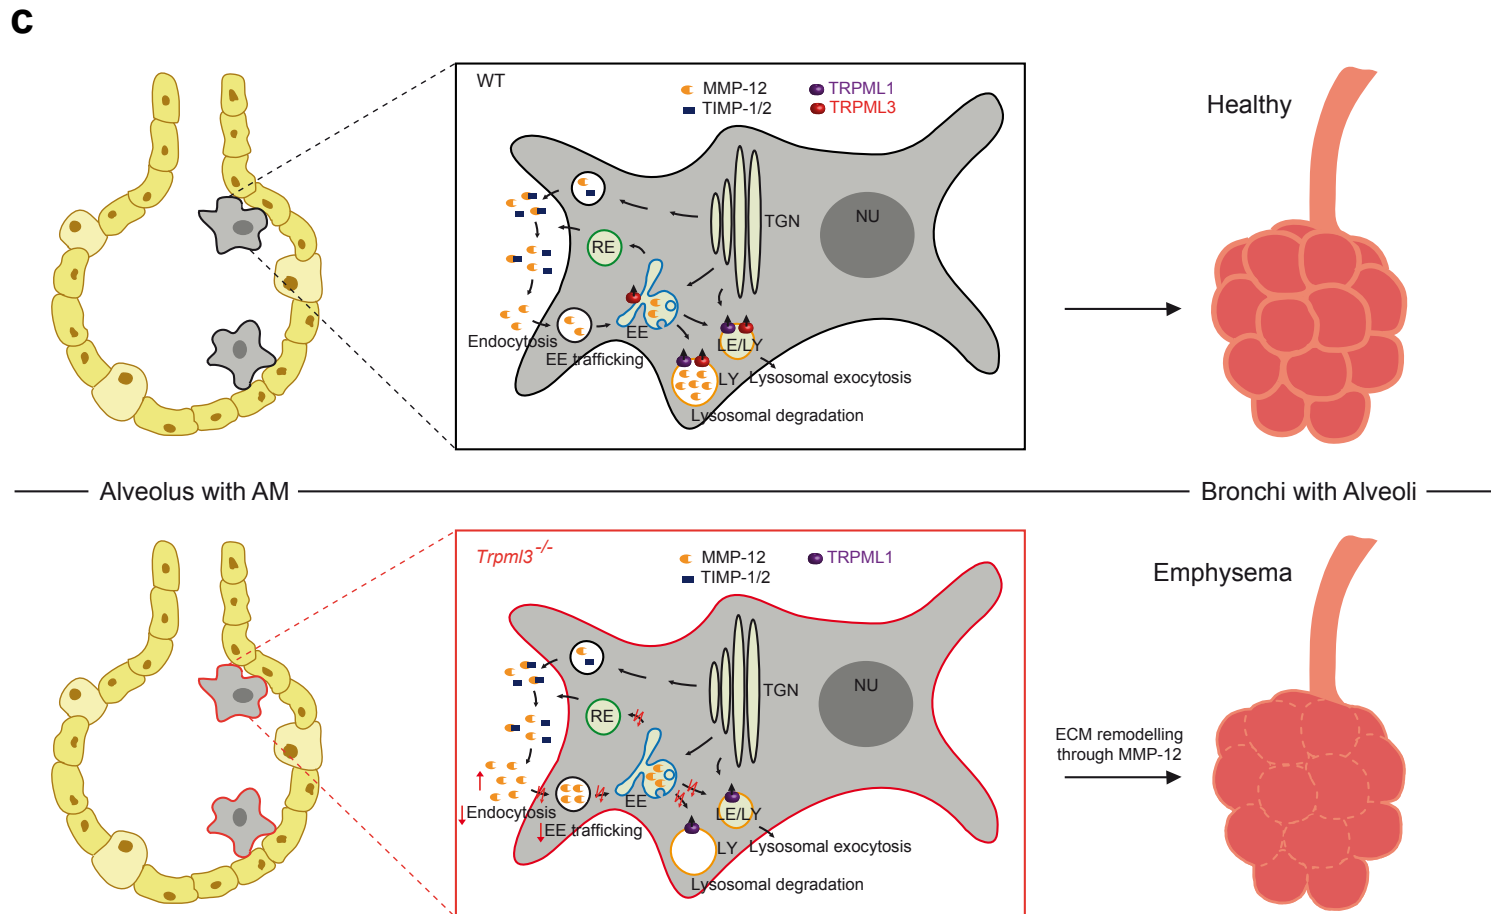 c
WT
MMP-12
TRPML1
TIMP-1/2
TRPML3
Healthy
TGN
NU
RE
EE
Endocytosis
EE trafficking
LE/LY
LY
Lysosomal exocytosis
Lysosomal degradation
Alveolus with AM
Bronchi with Alveoli
Trpml3-/-
MMP-12
TRPML1
TIMP-1/2
Emphysema
TGN
NU
RE
ECM remodelling
through MMP-12
EE
Endocytosis
EE trafficking
LE/LY
LY
Lysosomal exocytosis
Lysosomal degradation